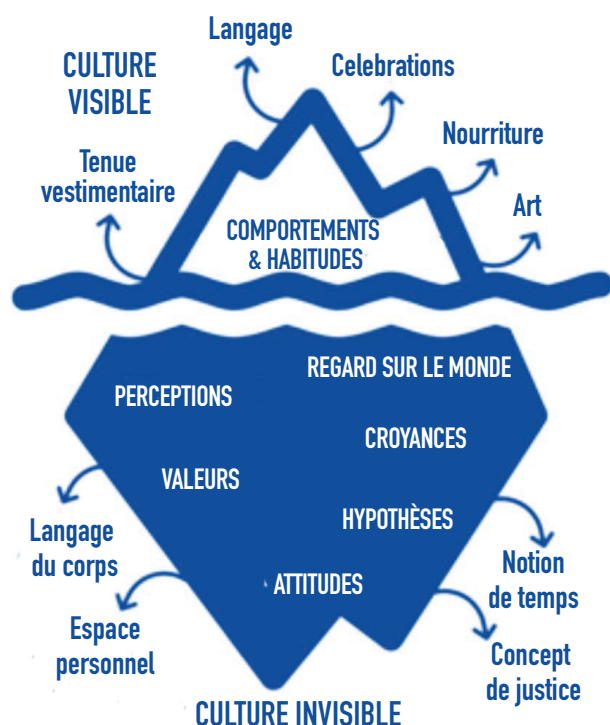 Langage
CULTURE
VISIBLE
Celebrations
Nourriture
Tenue
vestimentaire
Art
COMPORTEMENTS
& HABITUDES
REGARD SUR LE MONDE
PERCEPTIONS
CROYANCES
VALEURS
HYPOTHÈSES
Langage
du corps
Notion
de temps
ATTITUDES
Espace
personnel
Concept
de justice
CULTURE INVISIBLE